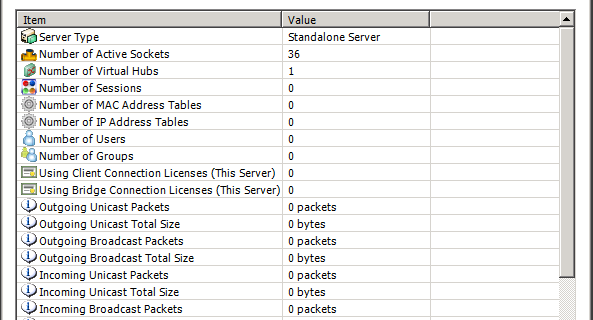 Item Value
Server Type Standalone Server
Number of Active Sockets 36
Number of Virtual Hubs 1
Number of Sessions 0
Number of MAC Address Tables 0
Number of IP Address Tables 0
Number of Users 0
Number of Groups 0
Using Client Connection Licenses (This Server) 0
Using Bridge Connection Licenses (This Server) 0
Outgoing Unicast Packets 0 packets
Outgoing Unicast Total Size 0 bytes
Outgoing Broadcast Packets 0 packets
Outgoing Broadcast Total Size 0 bytes
Incoming Unicast Packets 0 packets
Incoming Unicast Total Size 0 bytes
Incoming Broadcast Packets 0 packets